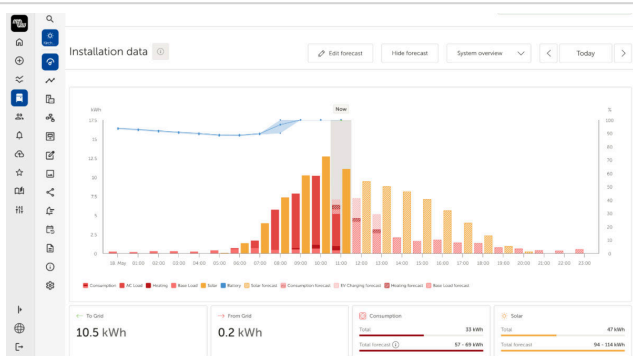 Installation data
Edit forecast
Hide forecast
System overview
Today
kWh
%
Now
17.5
15
12.5
10
7.5
5
2.5
0
100
90
80
70
60
50
40
30
20
10
0
18. May 01:00 02:00 03:00 04:00 05:00 06:00 07:00 08:00 09:00 10:00 11:00 12:00 13:00 14:00 15:00 16:00 17:00 18:00 19:00 20:00 21:00 22:00 23:00
Consumption AC Load Heating Base Load Solar Battery Solar forecast Consumption forecast EV Charging forecast Heating forecast Base Load forecast
To Grid
10.5 kWh
From Grid
0.2 kWh
Consumption
Total 33 kWh
Total forecast 57 - 69 kWh
Solar
Total 47 kWh
Total forecast 94 - 114 kWh